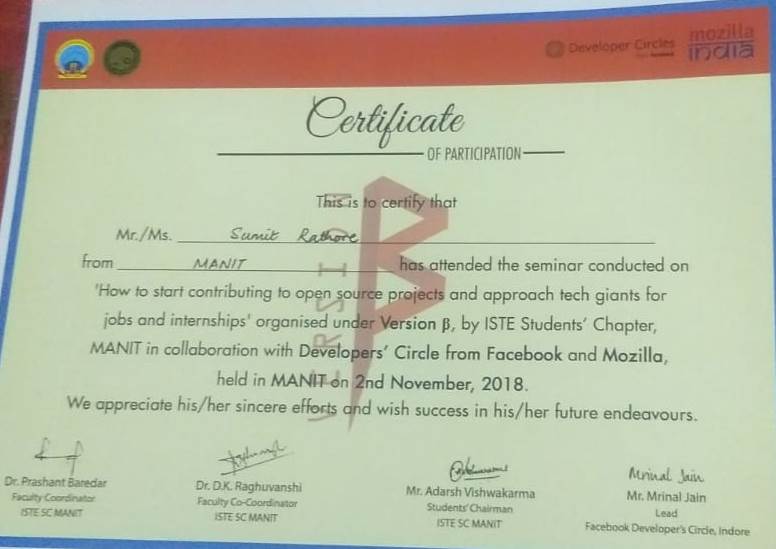 Developer Circles
mozilla
india
Certificate
OF PARTICIPATION
This is to certify that
Mr./Ms. Sumit Rathore
from MANIT has attended the seminar conducted on
'How to start contributing to open source projects and approach tech giants for
jobs and internships' organised under Version β, by ISTE Students' Chapter,
MANIT in collaboration with Developers' Circle from Facebook and Mozilla,
held in MANIT on 2nd November, 2018.
We appreciate his/her sincere efforts and wish success in his/her future endeavours.
VERSION
β
Dr. Prashant Baredar
Faculty Coordinator
ISTE SC MANIT
Dr. D.K. Raghuvanshi
Faculty Co-Coordinator
ISTE SC MANIT
Mr. Adarsh Vishwakarma
Students' Chairman
ISTE SC MANIT
Mrinal Jain
Mr. Mrinal Jain
Lead
Facebook Developer's Circle, Indore